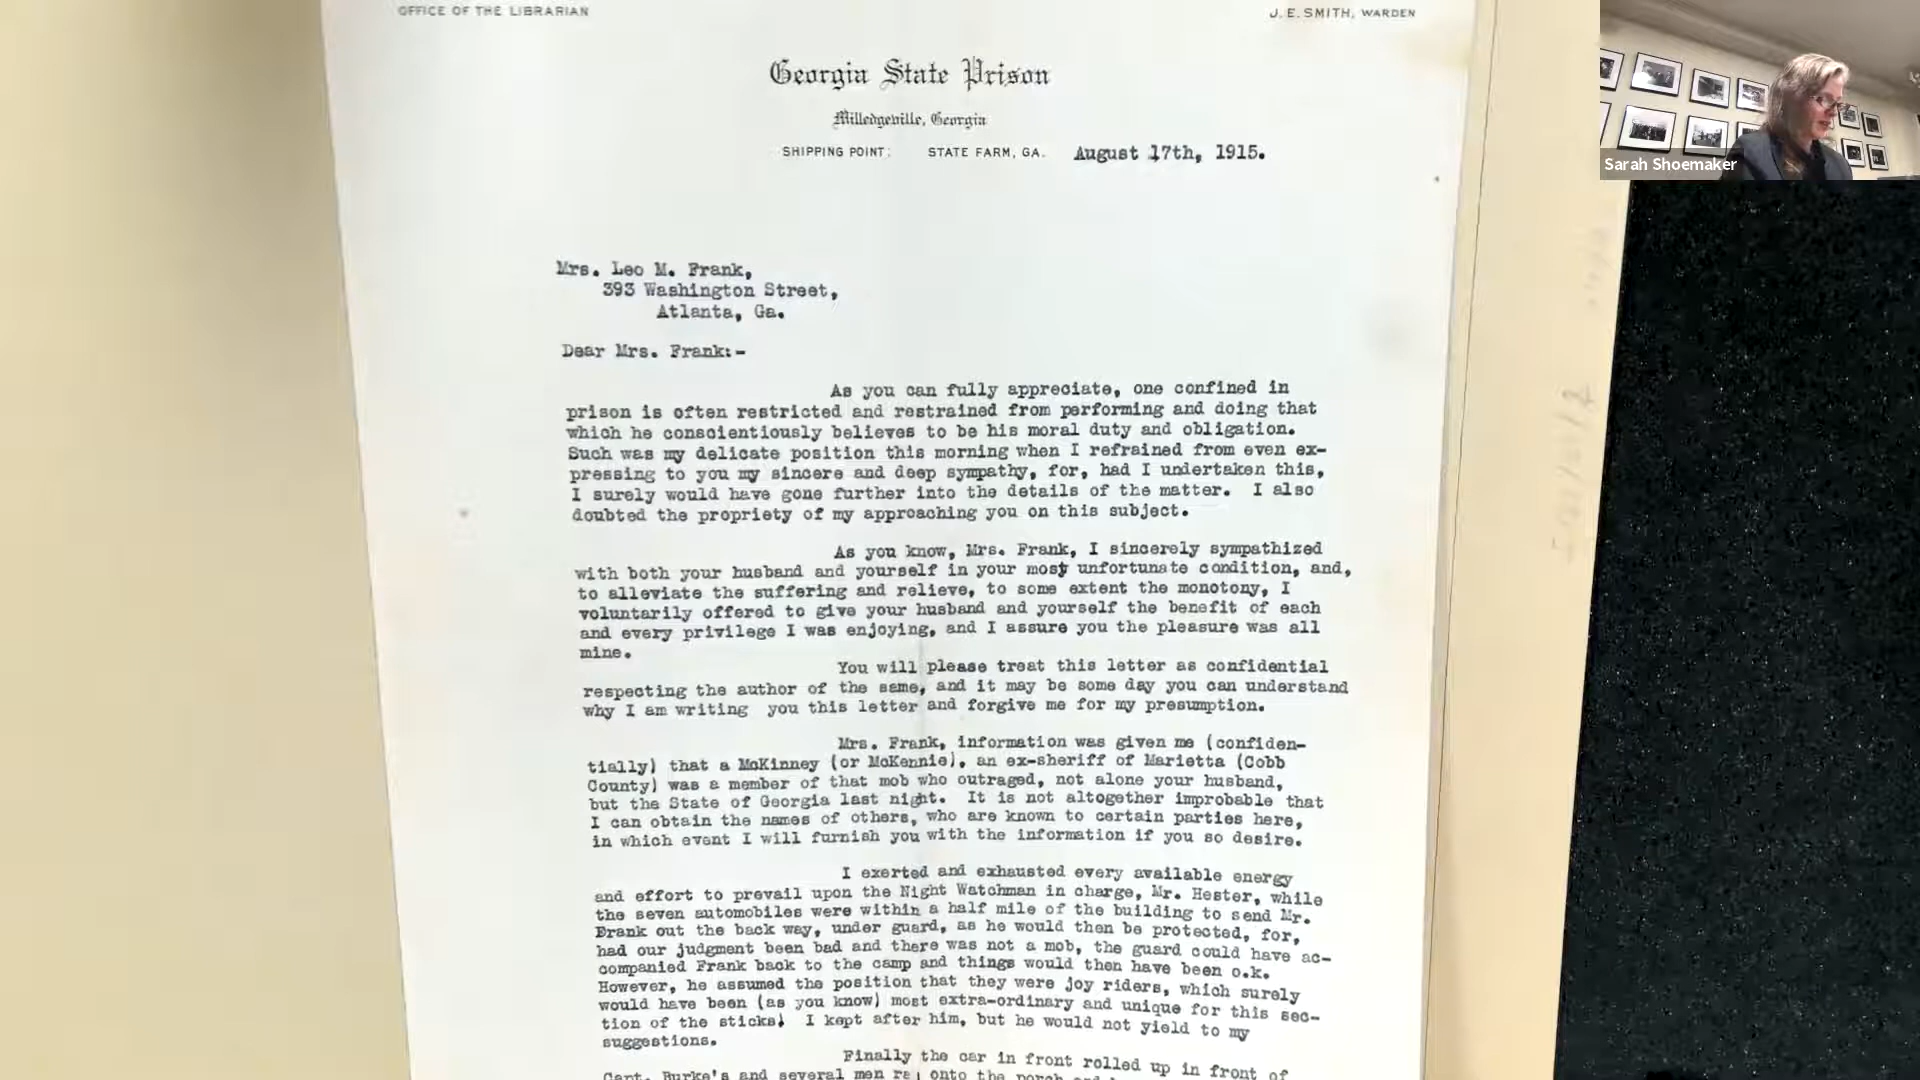 OFFICE OF THE LIBRARIAN
J. E. SMITH, WARDEN
Georgia State Prison
Milledgeville, Georgia
SHIPPING POINT: STATE FARM, GA. August 17th, 1915.
Sarah Shoemaker
Mrs. Leo M. Frank,
393 Washington Street,
Atlanta, Ga.
Dear Mrs. Frank:-
As you can fully appreciate, one confined in
prison is often restricted and restrained from performing and doing that
which he conscientiously believes to be his moral duty and obligation.
Such was my delicate position this morning when I refrained from even ex-
pressing to you my sincere and deep sympathy, for, had I undertaken this,
I surely would have gone further into the details of the matter. I also
doubted the propriety of my approaching you on this subject.
As you know, Mrs. Frank, I sincerely sympathized
with both your husband and yourself in your most unfortunate condition, and,
to alleviate the suffering and relieve, to some extent the monotony, I
voluntarily offered to give your husband and yourself the benefit of each
and every privilege I was enjoying, and I assure you the pleasure was all
mine.
You will please treat this letter as confidential
respecting the author of the same, and it may be some day you can understand
why I am writing you this letter and forgive me for my presumption.
Mrs. Frank, information was given me (confiden-
tially) that a McKinney (or McKennie), an ex-sheriff of Marietta (Cobb
County) was a member of that mob who outraged, not alone your husband,
but the State of Georgia last night. It is not altogether improbable that
I can obtain the names of others, who are known to certain parties here,
in which event I will furnish you with the information if you so desire.
I exerted and exhausted every available energy
and effort to prevail upon the Night Watchman in charge, Mr. Hester, while
the seven automobiles were within a half mile of the building to send Mr.
Frank out the back way, under guard, as he would then be protected, for,
had our judgment been bad and there was not a mob, the guard could have ac-
companied Frank back to the camp and things would then have been o.k.
However, he assumed the position that they were joy riders, which surely
would have been (as you know) most extra-ordinary and unique for this sec-
tion of the sticks! I kept after him, but he would not yield to my
suggestions.
Finally the car in front rolled up in front of
Capt. Burke's and several men onto the porch